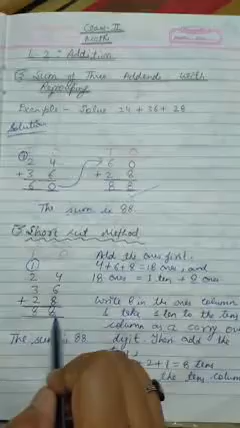 Class-II
Maths
L-2 "Addition
Sum of Three Addends with
Regrouping
Example - Solve 24 + 36 + 28
Solution
1
2 4 6 0
+ 3 6 + 2 8
6 0 8 8
The sum is 88.
Short cut Method
Add the ones first,
1 4+6+8 = 18 ones, and
2 4 18 ones = 1 ten + 8 ones
3 6
+ 2 8 Write 8 in the ones column
8 8 & take 1 ten to the tens
column as a carry over
The sum is 88 digit. Then add the
2+1 = 8 tens
the tens column